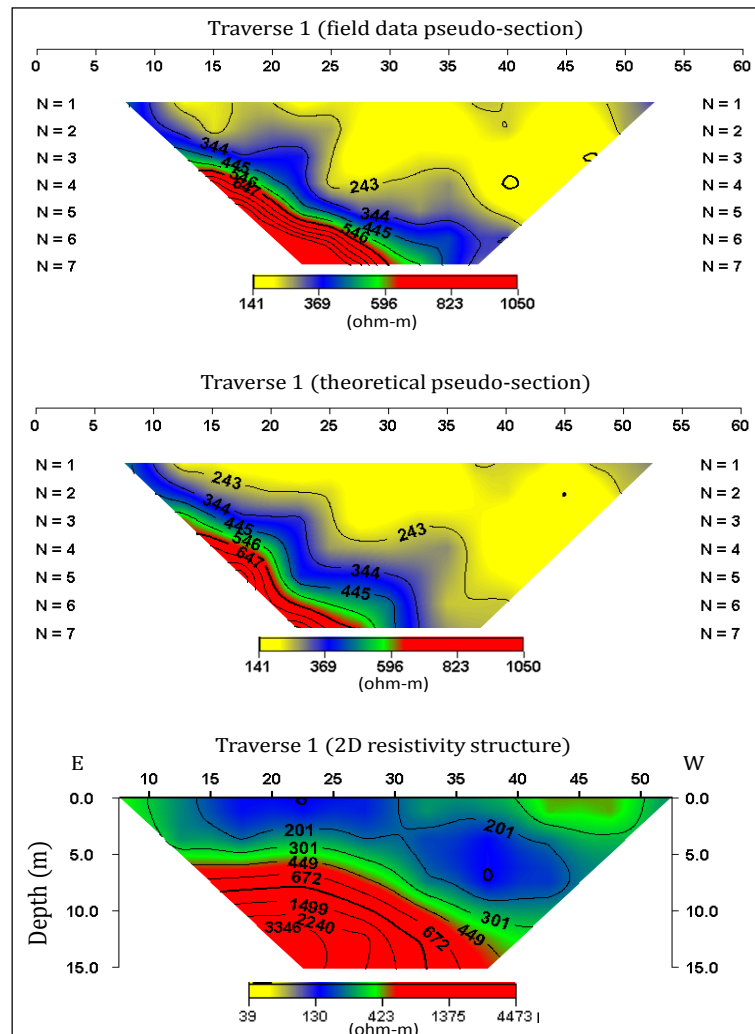 Traverse 1 (field data pseudo-section)
0 5 10 15 20 25 30 35 40 45 50 55 60
N = 1 N = 1
N = 2 N = 2
N = 3 344 N = 3
445
N = 4 546 647 243 N = 4
N = 5 344 N = 5
N = 6 546 445 N = 6
N = 7 N = 7
141 369 596 823 1050
(ohm-m)
Traverse 1 (theoretical pseudo-section)
0 5 10 15 20 25 30 35 40 45 50 55 60
N = 1 243 N = 1
N = 2 344 N = 2
N = 3 445 243 N = 3
N = 4 546 647 344 N = 4
N = 5 445 N = 5
N = 6 N = 6
N = 7 N = 7
141 369 596 823 1050
(ohm-m)
Traverse 1 (2D resistivity structure)
E W
10 15 20 25 30 35 40 45 50
0.0 0.0
201 201
5.0 301 5.0
449
672
10.0 1499 301 10.0
2240 672 449
3346
15.0 15.0
Depth (m)
39 130 423 1375 4473
(ohm-m)